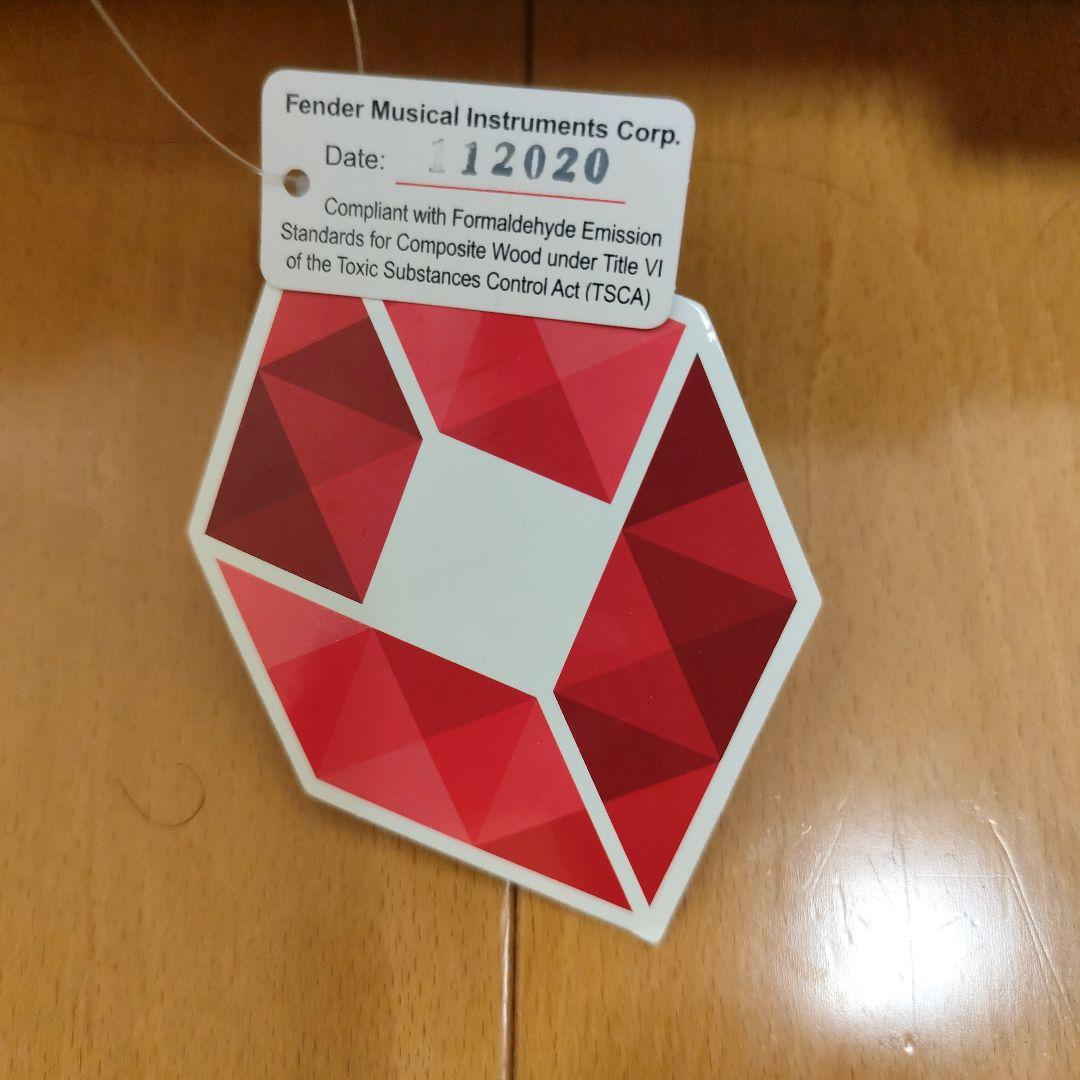 Fender Musical Instruments Corp.
Date: 112020
Compliant with Formaldehyde Emission
Standards for Composite Wood under Title VI
of the Toxic Substances Control Act (TSCA)